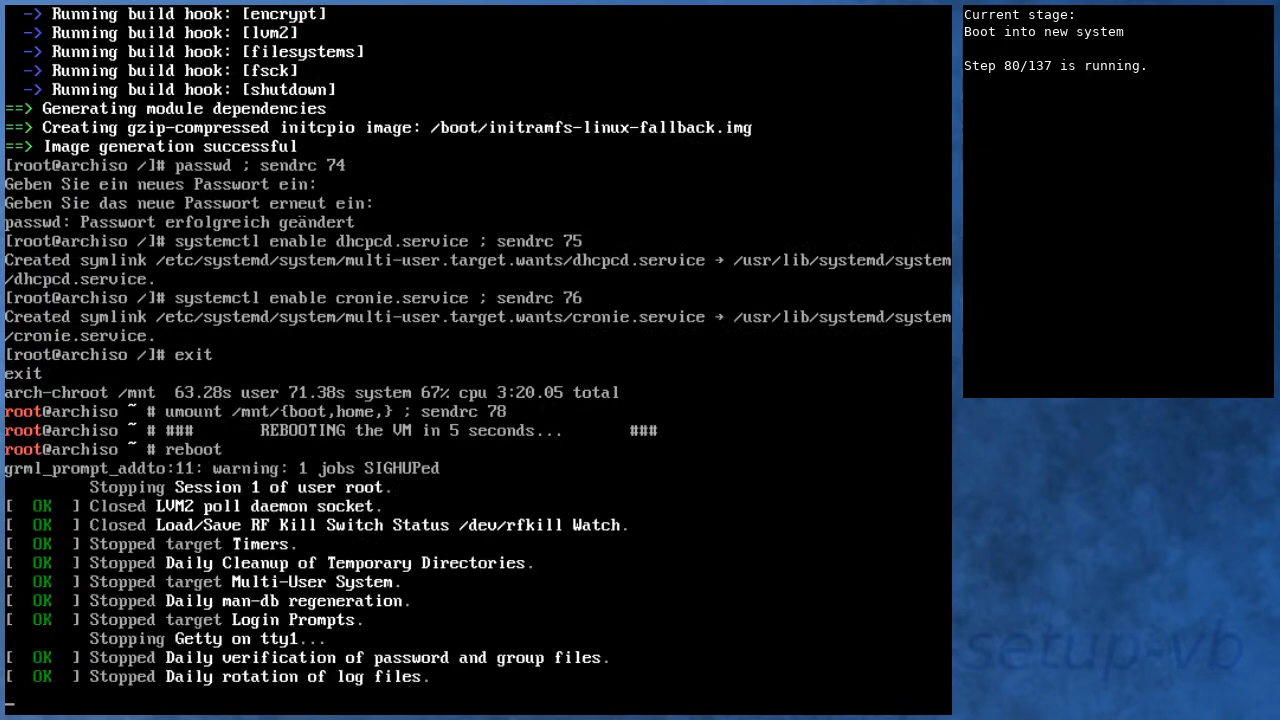 -> Running build hook: [encrypt]
-> Running build hook: [lvm2]
-> Running build hook: [filesystems]
-> Running build hook: [fsck]
-> Running build hook: [shutdown]
==> Generating module dependencies
==> Creating gzip-compressed initcpio image: /boot/initramfs-linux-fallback.img
==> Image generation successful
[root@archiso /]# passwd ; sendrc 74
Geben Sie ein neues Passwort ein:
Geben Sie das neue Passwort erneut ein:
passwd: Passwort erfolgreich geändert
[root@archiso /]# systemctl enable dhcpcd.service ; sendrc 75
Created symlink /etc/systemd/system/multi-user.target.wants/dhcpcd.service → /usr/lib/systemd/system
/dhcpcd.service.
[root@archiso /]# systemctl enable cronie.service ; sendrc 76
Created symlink /etc/systemd/system/multi-user.target.wants/cronie.service → /usr/lib/systemd/system
/cronie.service.
[root@archiso /]# exit
exit
arch-chroot /mnt  63.28s user 71.38s system 67% cpu 3:20.05 total
root@archiso ~ # umount /mnt/{boot,home,} ; sendrc 78
root@archiso ~ # ###       REBOOTING the VM in 5 seconds...       ###
root@archiso ~ # reboot
grml_prompt_addto:11: warning: 1 jobs SIGHUPed
Stopping Session 1 of user root.
[  OK  ] Closed LVM2 poll daemon socket.
[  OK  ] Closed Load/Save RF Kill Switch Status /dev/rfkill Watch.
[  OK  ] Stopped target Timers.
[  OK  ] Stopped Daily Cleanup of Temporary Directories.
[  OK  ] Stopped target Multi-User System.
[  OK  ] Stopped Daily man-db regeneration.
[  OK  ] Stopped target Login Prompts.
Stopping Getty on tty1...
[  OK  ] Stopped Daily verification of password and group files.
[  OK  ] Stopped Daily rotation of log files.
_
Current stage:
Boot into new system
Step 80/137 is running.
-setup-vb